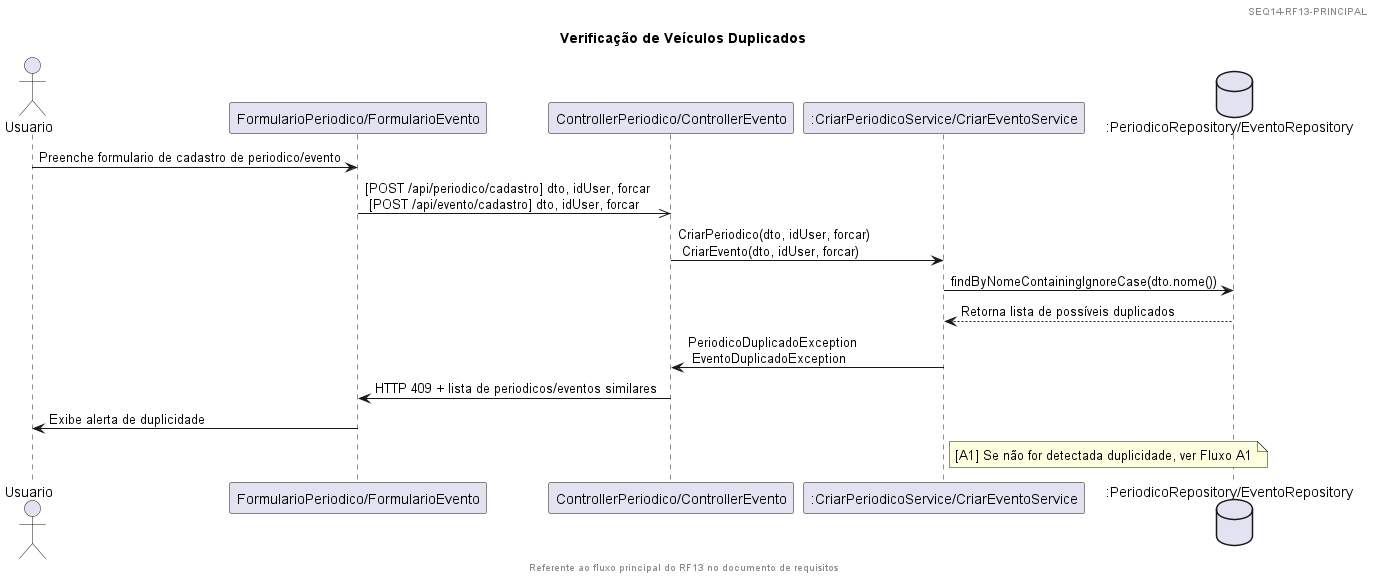 SEQ14-RF13-PRINCIPAL
Verificação de Veículos Duplicados
Usuario
FormularioPeriodico/FormularioEvento
ControllerPeriodico/ControllerEvento
:CriarPeriodicoService/CriarEventoService
:PeriodicoRepository/EventoRepository
Preenche formulario de cadastro de periodico/evento
[POST /api/periodico/cadastro] dto, idUser, forcar
[POST /api/evento/cadastro] dto, idUser, forcar
CriarPeriodico(dto, idUser, forcar)
CriarEvento(dto, idUser, forcar)
findByNomeContainingIgnoreCase(dto.nome())
Retorna lista de possíveis duplicados
PeriodicoDuplicadoException
EventoDuplicadoException
HTTP 409 + lista de periodicos/eventos similares
Exibe alerta de duplicidade
[A1] Se não for detectada duplicidade, ver Fluxo A1
Usuario
FormularioPeriodico/FormularioEvento
ControllerPeriodico/ControllerEvento
:CriarPeriodicoService/CriarEventoService
:PeriodicoRepository/EventoRepository
Referente ao fluxo principal do RF13 no documento de requisitos